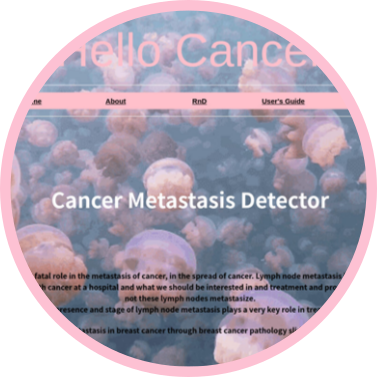 Hello Cancer
About RnD User's Guide
Cancer Metastasis Detector
fatal role in the metastasis of cancer, in the spread of cancer. Lymph node metastasis
cancer at a hospital and what we should be interested in and treatment and
not these lymph nodes metastasize.
presence and stage of lymph node metastasis plays a very key role in
in breast cancer through breast cancer pathology